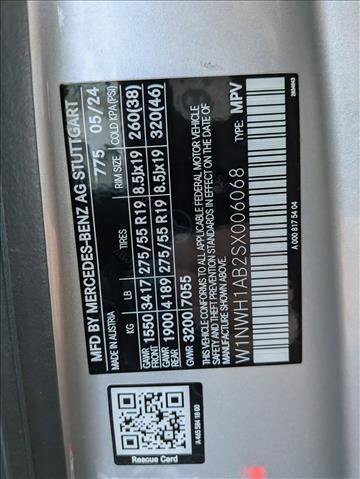 MFD BY MERCEDES-BENZ AG STUTTGART
MADE IN AUSTRIA 775 05/24
KG LB TIRES RIM SIZE COLD KPA(PSI)
GAWR FRONT 1550 3417 275/55 R19 8.5Jx19 260(38)
GAWR REAR 1900 4189 275/55 R19 8.5Jx19 320(46)
GVWR 3200 7055
THIS VEHICLE CONFORMS TO ALL APPLICABLE FEDERAL MOTOR VEHICLE
SAFETY AND THEFT PREVENTION STANDARDS IN EFFECT ON THE DATE OF
MANUFACTURE SHOWN ABOVE.
W1NWH1AB2SX006068 TYPE: MPV
A 000 817 54 04
A 465 584 18 00
Rescue Card